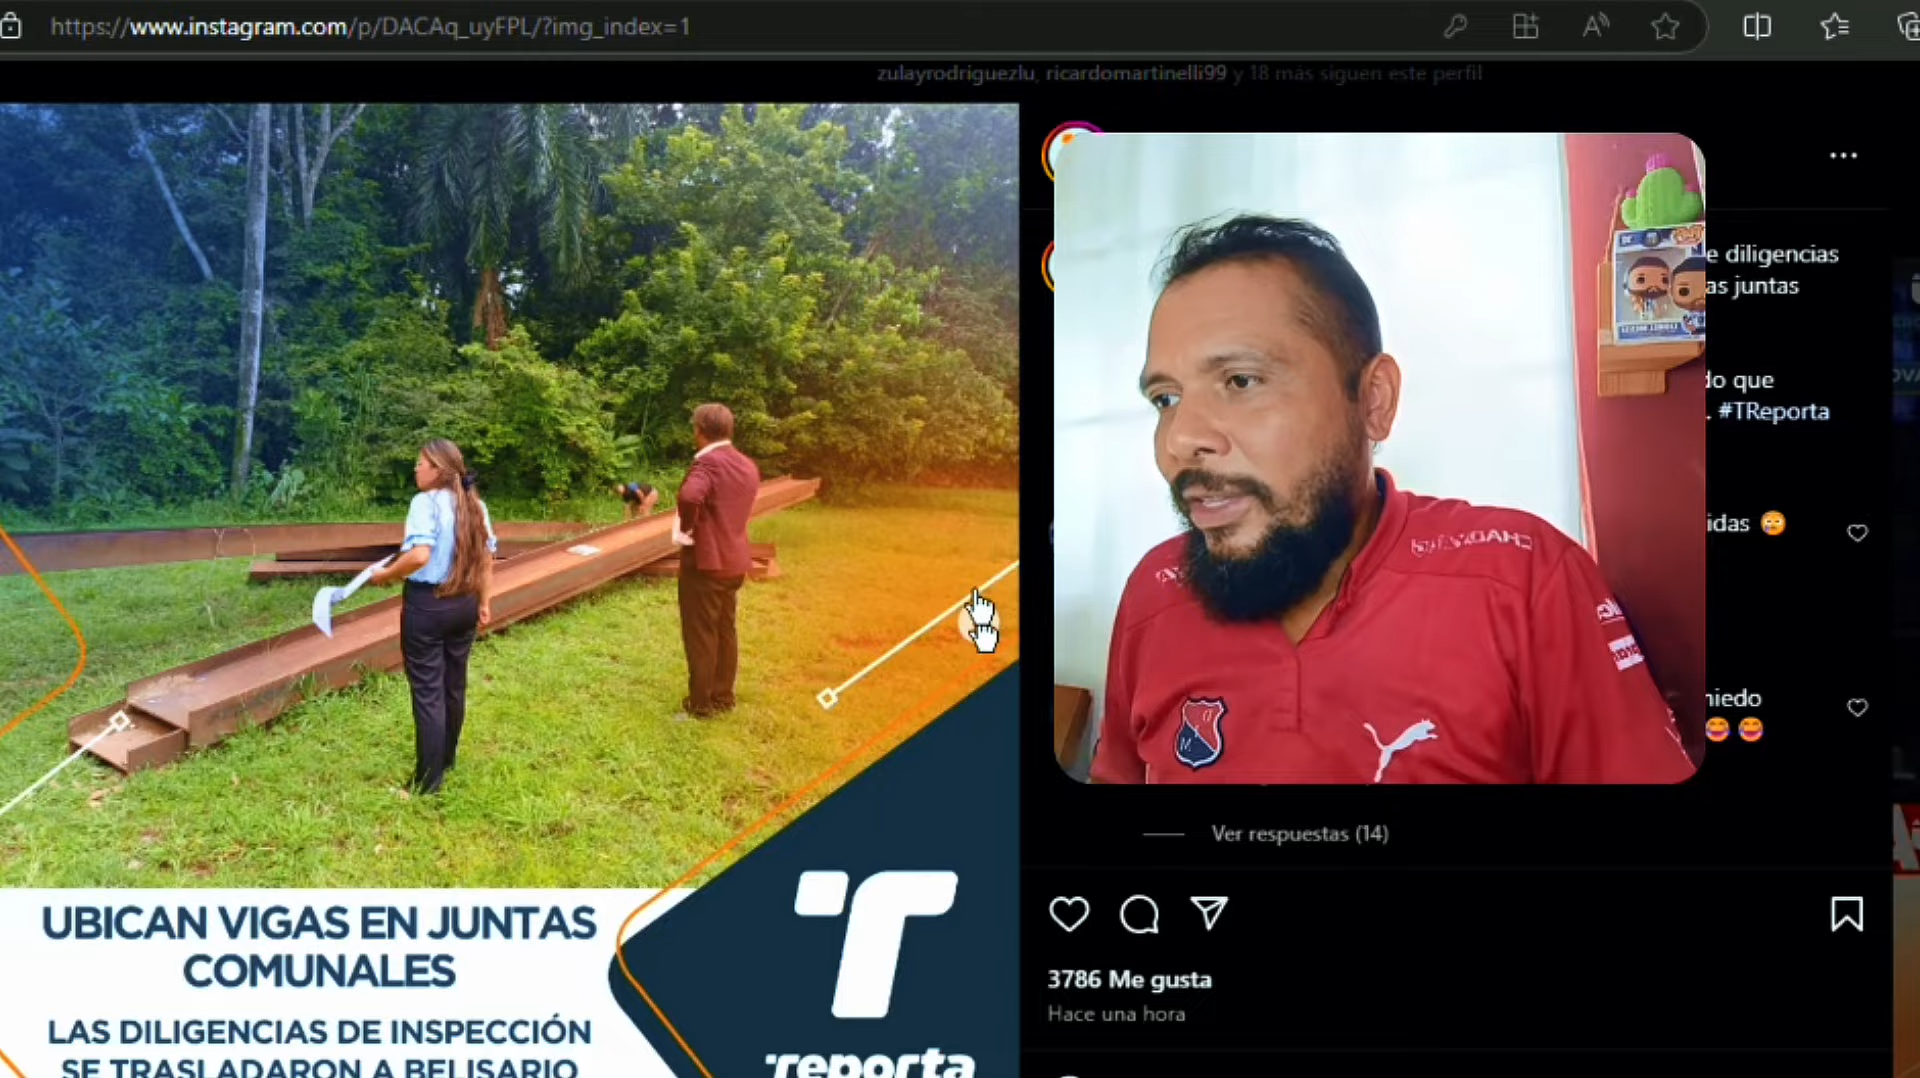 https://www.instagram.com/p/DACAq_uyFPL/?img_index=1
zulayrodriguezlu, ricardomartinelli99 y 18 más siguen este perfil
e diligencias
as juntas
do que
. #TReporta
idas
niedo
Ver respuestas (14)
3786 Me gusta
Hace una hora
UBICAN VIGAS EN JUNTAS
COMUNALES
LAS DILIGENCIAS DE INSPECCIÓN
SE TRASLADARON A BELISARIO
Treporta